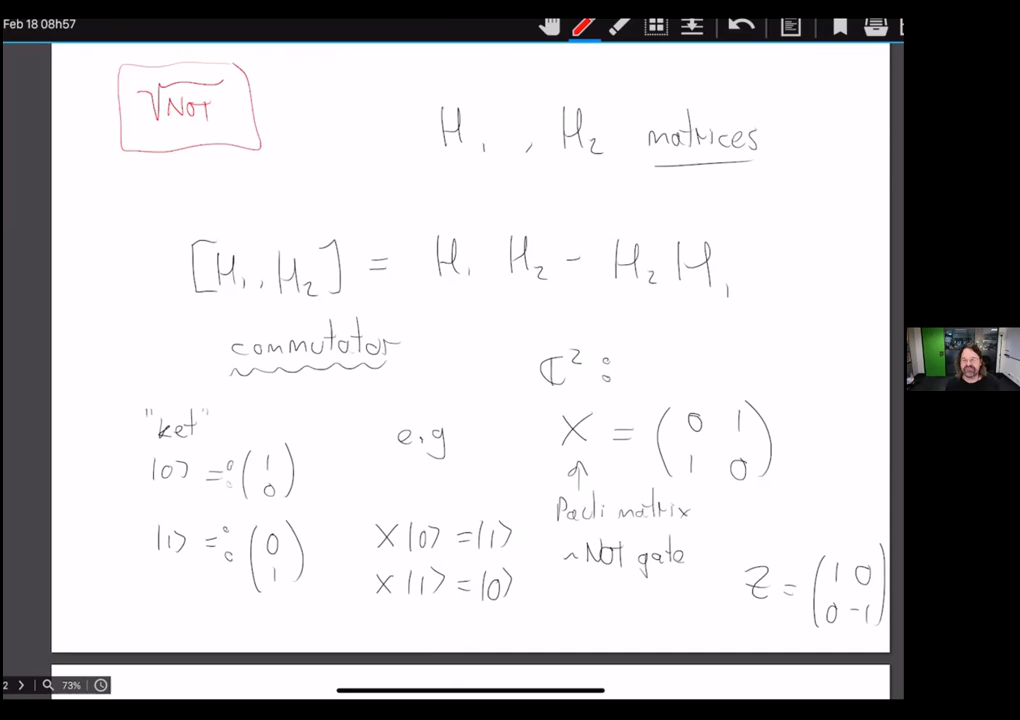 Feb 18 08h57
√NOT
H₁ , H₂ matrices
[H₁, H₂] = H₁ H₂ - H₂ H₁
commutator
ℂ² :
"ket"
e.g
X = (0 1
1 0)
|0> =: (1
0)
Pauli matrix
|1> =: (0
1)
X|0> = |1>
~Not gate
X|1> = |0>
Z = (1 0
0 -1)
2 > 73%